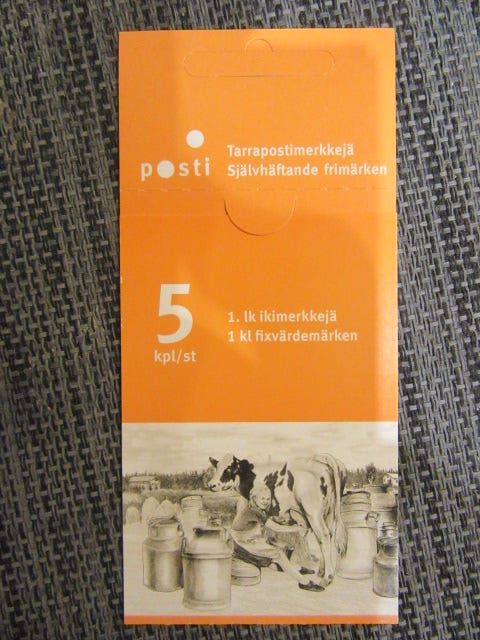 posti
Tarrapostimerkkejä
Självhäftande frimärken
5
kpl/st
1. lk ikimerkkejä
1 kl fixvärdemärken